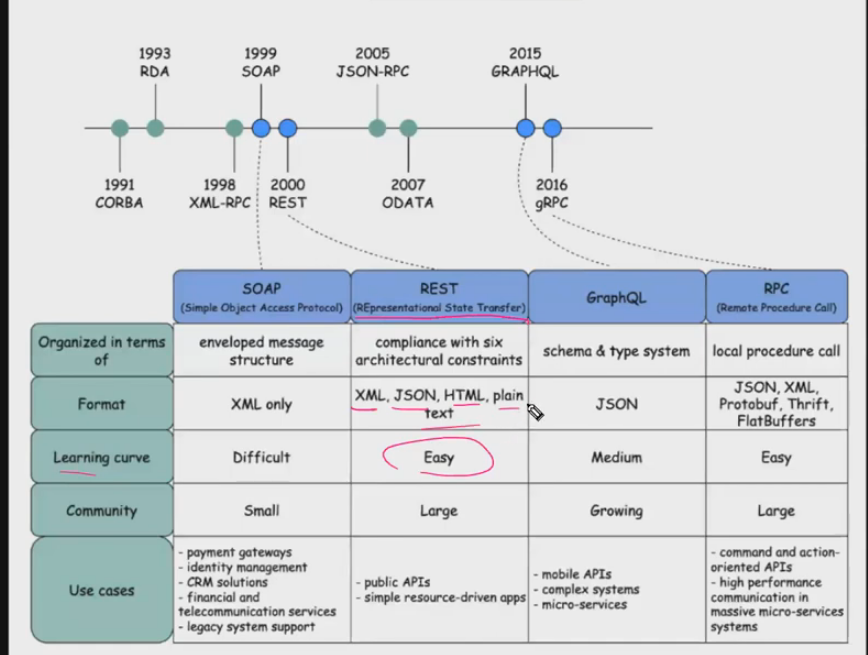 1993
RDA
1999
SOAP
2005
JSON-RPC
2015
GRAPHQL
1991
CORBA
1998
XML-RPC
2000
REST
2007
ODATA
2016
gRPC
SOAP
(Simple Object Access Protocol)
REST
(REpresentational State Transfer)
GraphQL
RPC
(Remote Procedure Call)
Organized in terms
of
enveloped message
structure
compliance with six
architectural constraints
schema & type system
local procedure call
Format
XML only
XML, JSON, HTML, plain
text
JSON
JSON, XML,
Protobuf, Thrift,
FlatBuffers
Learning curve
Difficult
Easy
Medium
Easy
Community
Small
Large
Growing
Large
Use cases
- payment gateways
- identity management
- CRM solutions
- financial and
telecommunication services
- legacy system support
- public APIs
- simple resource-driven apps
- mobile APIs
- complex systems
- micro-services
- command and action-
oriented APIs
- high performance
communication in
massive micro-services
systems